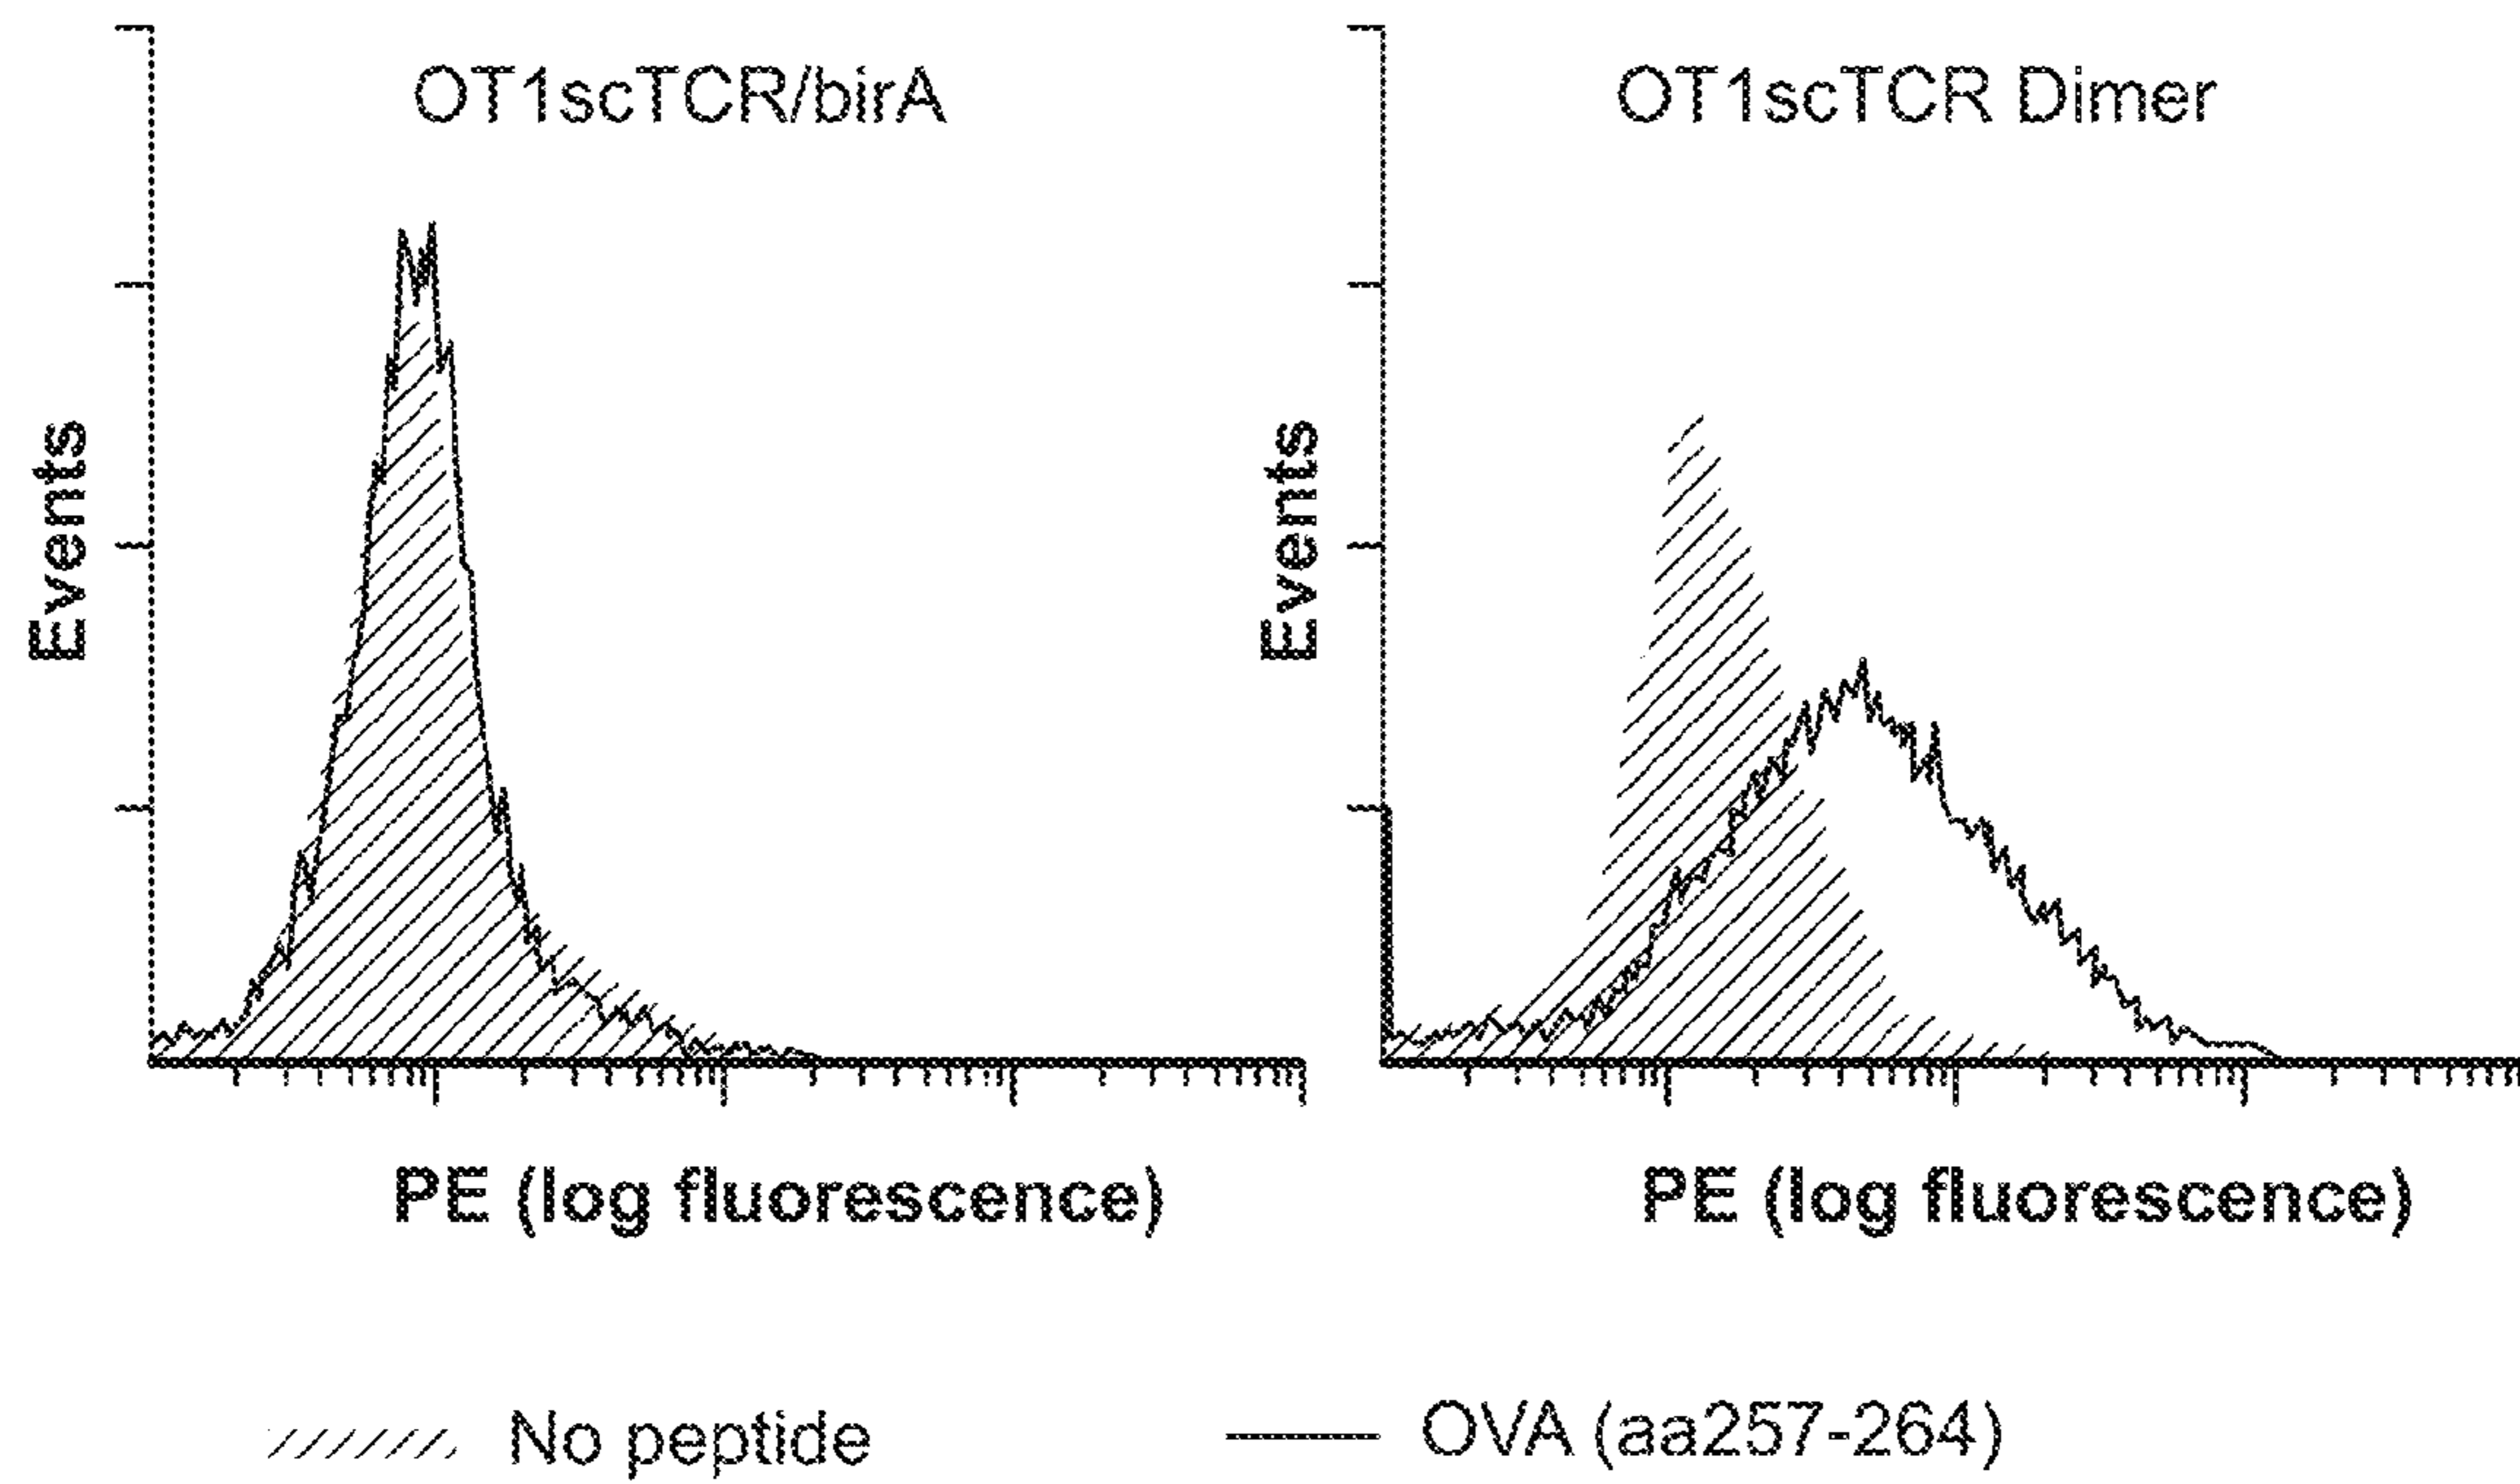 OT1scTCR/birA
OT1scTCR Dimer
Events
Events
PE (log fluorescence)
PE (log fluorescence)
No peptide
OVA (aa257-264)